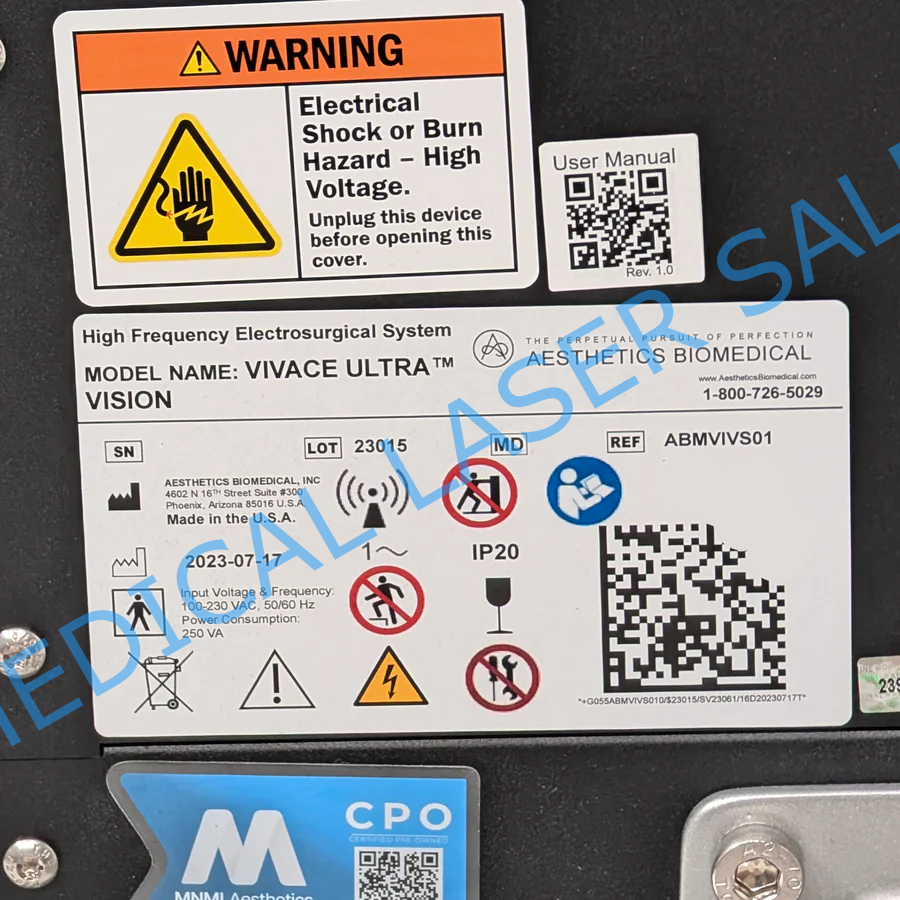 WARNING
Electrical
Shock or Burn
Hazard – High
Voltage.
Unplug this device
before opening this
cover.
User Manual
Rev. 1.0
High Frequency Electrosurgical System
MODEL NAME: VIVACE ULTRA™
VISION
THE PERPETUAL PURSUIT OF PERFECTION
AESTHETICS BIOMEDICAL
www.AestheticsBiomedical.com
1-800-726-5029
SN
LOT 23015
MD
REF ABMVIVS01
AESTHETICS BIOMEDICAL, INC
4602 N 16TH Street Suite #300
Phoenix, Arizona 85016 U.S.A.
Made in the U.S.A.
2023-07-17
1~
IP20
Input Voltage & Frequency:
100-230 VAC, 50/60 Hz
Power Consumption:
250 VA
*+G055ABMVIVS010/$23015/SV23061/16D20230717T*
239
MEDICAL LASER SAL
CPO
CERTIFIED PRE-OWNED
MNML Aesthetics